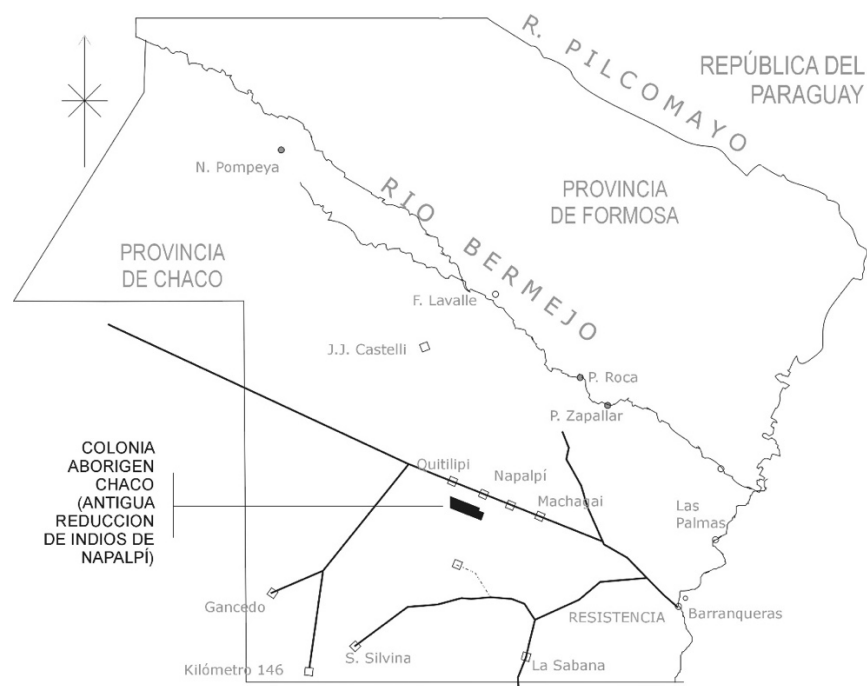 R. PILCOMAYO
REPÚBLICA DEL
PARAGUAY
N. Pompeya
RIO BERMEJO
PROVINCIA
DE FORMOSA
PROVINCIA
DE CHACO
F. Lavalle
J.J. Castelli
P. Roca
P. Zapallar
COLONIA
ABORIGEN
CHACO
(ANTIGUA
REDUCCION
DE INDIOS DE
NAPALPÍ)
Quitilipi
Napalpí
Machagai
Las
Palmas
Gancedo
RESISTENCIA
Barranqueras
Kilómetro 146
S. Silvina
La Sabana